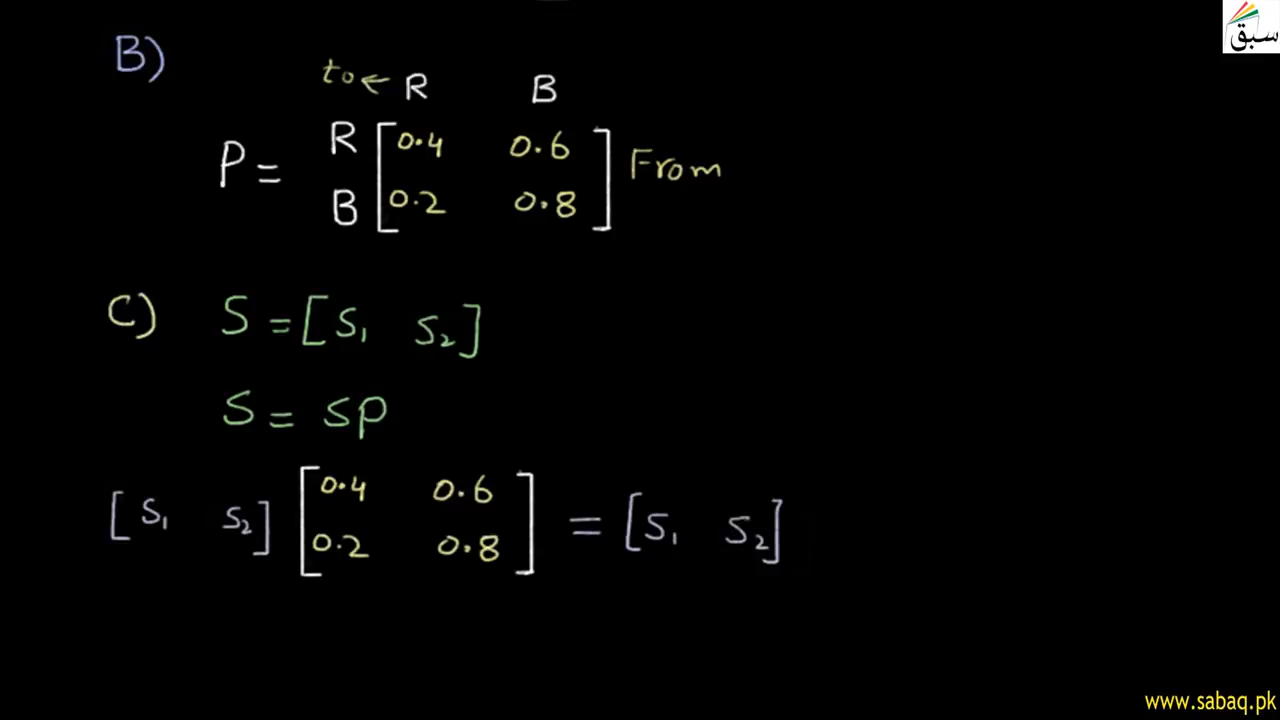 سبق
B)
to ← R B
P = R [0.4 0.6] From
B [0.2 0.8]
C) S = [S₁ S₂]
S = SP
[S₁ S₂] [0.4 0.6
0.2 0.8] = [S₁ S₂]
www.sabaq.pk